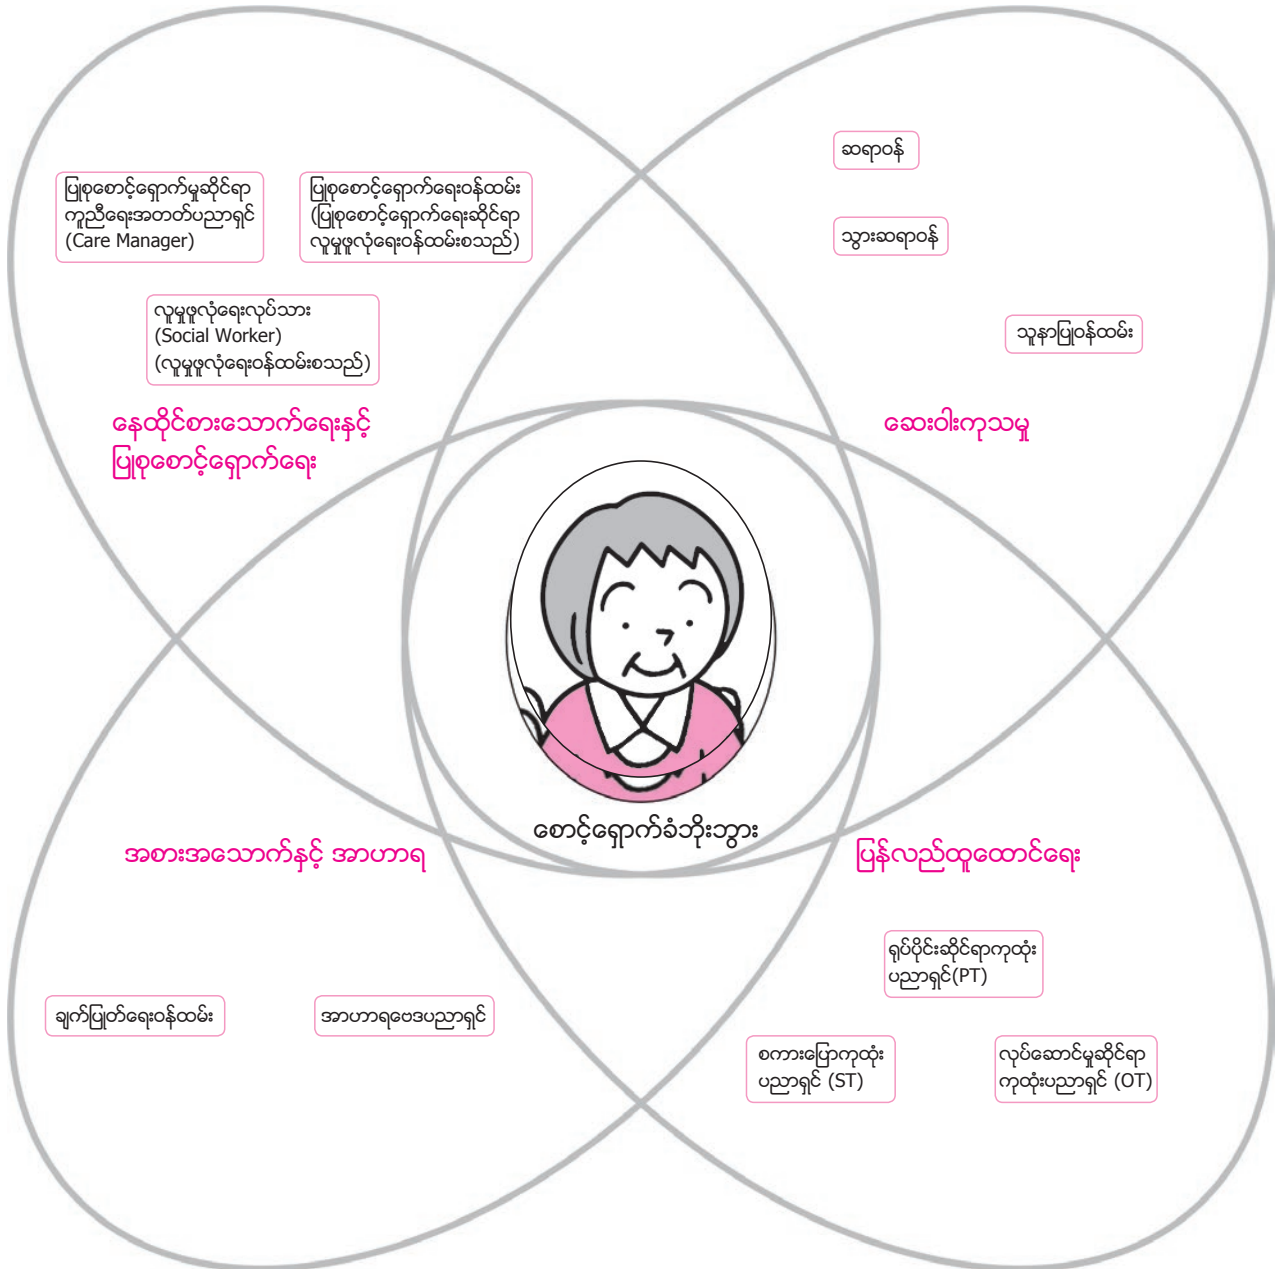 ပြုစုစောင့်ရှောက်မှုဆိုင်ရာ
ကူညီရေးအတတ်ပညာရှင်
(Care Manager)
ပြုစုစောင့်ရှောက်ရေးဝန်ထမ်း
(ပြုစုစောင့်ရှောက်ရေးဆိုင်ရာ
လူမှုဖူလုံရေးဝန်ထမ်းစသည်)
လူမှုဖူလုံရေးလုပ်သား
(Social Worker)
(လူမှုဖူလုံရေးဝန်ထမ်းစသည်)
နေထိုင်စားသောက်ရေးနှင့်
ပြုစုစောင့်ရှောက်ရေး
ဆရာဝန်
သွားဆရာဝန်
သူနာပြုဝန်ထမ်း
ဆေးဝါးကုသမှု
စောင့်ရှောက်ခံဘိုးဘွား
အစားအသောက်နှင့် အာဟာရ
ချက်ပြုတ်ရေးဝန်ထမ်း
အာဟာရဗေဒပညာရှင်
ပြန်လည်ထူထောင်ရေး
ရုပ်ပိုင်းဆိုင်ရာကုထုံး
ပညာရှင်(PT)
စကားပြောကုထုံး
ပညာရှင် (ST)
လုပ်ဆောင်မှုဆိုင်ရာ
ကုထုံးပညာရှင် (OT)